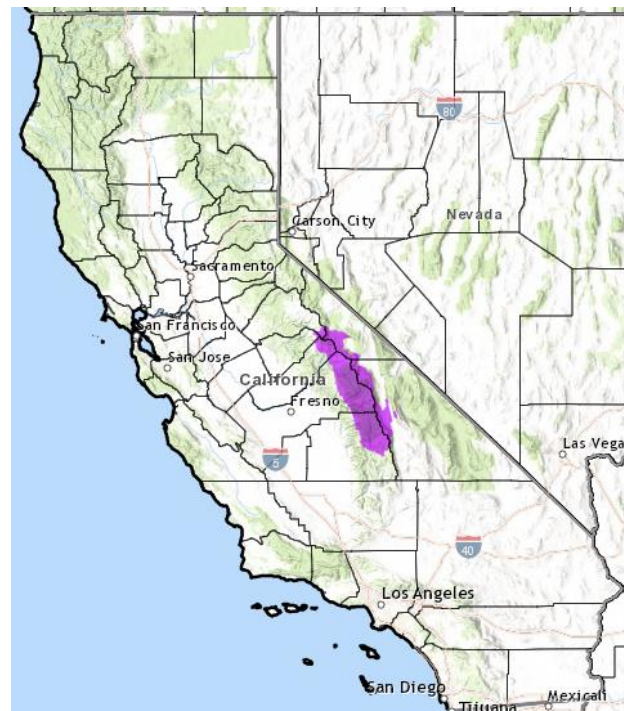 80
Carson City
Nevada
Sacramento
San Francisco
San Jose
California
Fresno
5
Las Vega
40
Los Angeles
San Diego
Mexicali
Tijuana